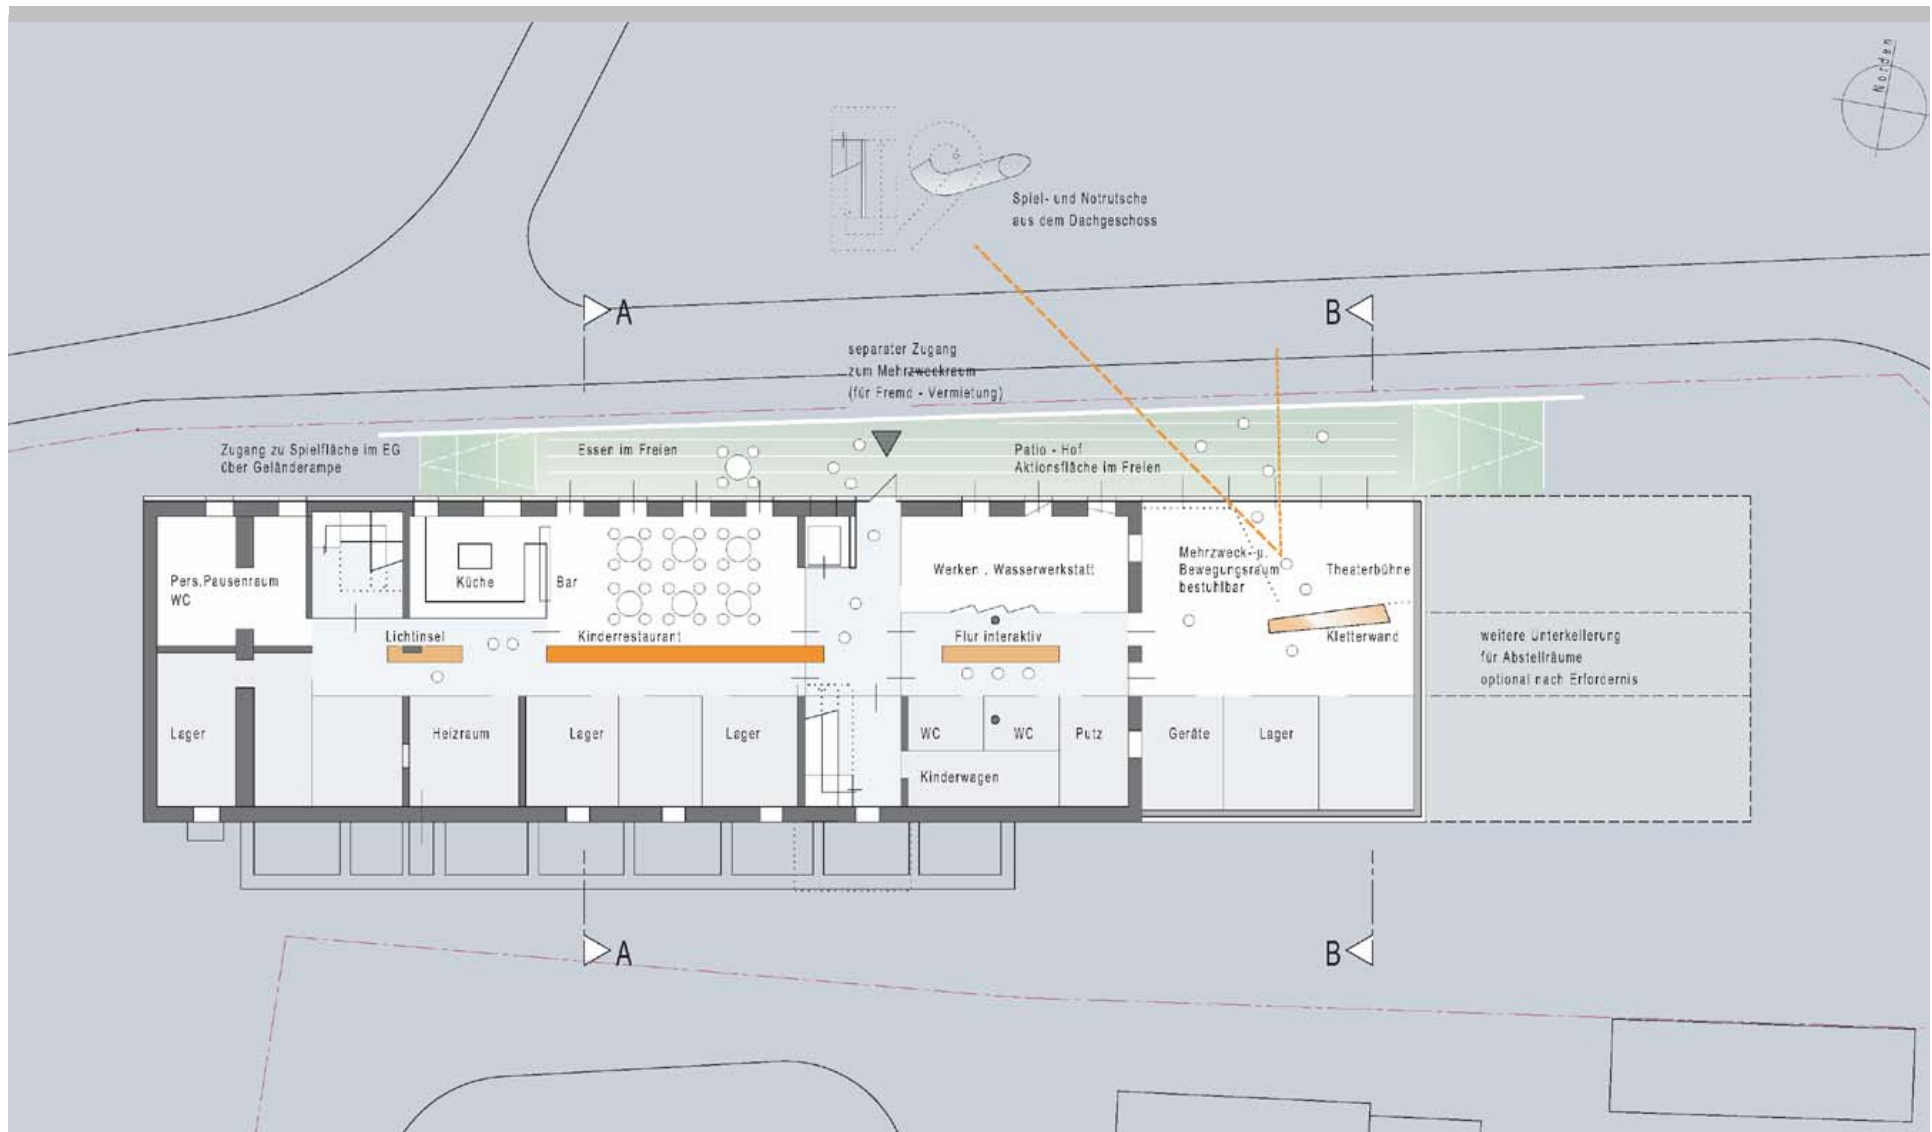 Norden
Spiel- und Notrutsche
aus dem Dachgeschoss
A
B
separater Zugang
zum Mehrzweckraum
(für Fremd - Vermietung)
Zugang zu Spielfläche im EG
über Geländerampe
Essen im Freien
Patio - Hof
Aktionsfläche im Freien
Pers.Pausenraum
WC
Küche
Bar
Werken . Wasserwerkstatt
Mehrzweck- u.
Bewegungsraum
bestuhlbar
Theaterbühne
Lichtinsel
Kinderrestaurant
Flur interaktiv
Kletterwand
weitere Unterkellerung
für Abstellräume
optional nach Erfordernis
Lager
Heizraum
Lager
Lager
WC
WC
Putz
Geräte
Lager
Kinderwagen
A
B